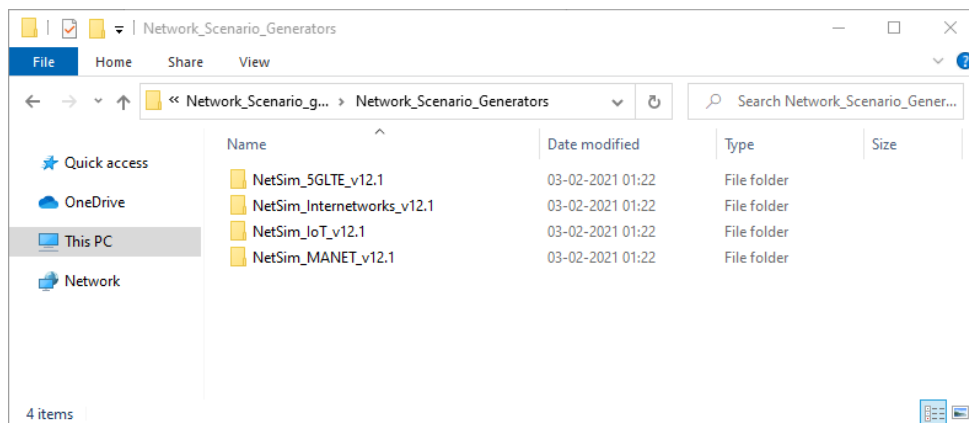 Network_Scenario_Generators
File Home Share View
« Network_Scenario_g... › Network_Scenario_Generators Search Network_Scenario_Gener...
Name Date modified Type Size
Quick access
OneDrive
This PC
Network
NetSim_5GLTE_v12.1 03-02-2021 01:22 File folder
NetSim_Internetworks_v12.1 03-02-2021 01:22 File folder
NetSim_IoT_v12.1 03-02-2021 01:22 File folder
NetSim_MANET_v12.1 03-02-2021 01:22 File folder
4 items